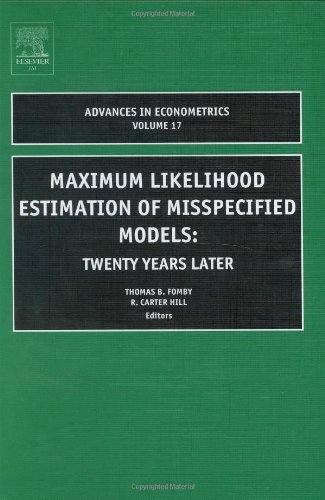 ELSEVIER
JAI
ADVANCES IN ECONOMETRICS
VOLUME 17
MAXIMUM LIKELIHOOD
ESTIMATION OF MISSPECIFIED
MODELS:
TWENTY YEARS LATER
THOMAS B. FOMBY
R. CARTER HILL
Editors